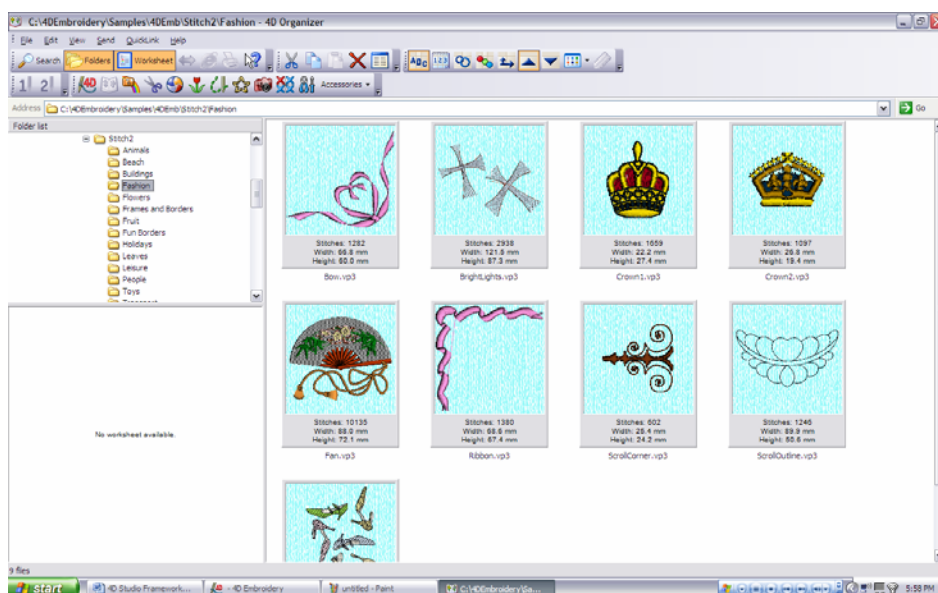 C:\4DEmbroidery\Samples\4DEmb\Stitch2\Fashion - 4D Organizer
File Edit View Send QuickLink Help
Search Folders Worksheet ABC 123
1 2 4D Accessories
Address C:\4DEmbroidery\Samples\4DEmb\Stitch2\Fashion Go
Folder list
Stitch2
Animals
Beach
Buildings
Fashion
Flowers
Frames and Borders
Fruit
Fun Borders
Holidays
Leaves
Leisure
People
Toys
Transport
No worksheet available.
Stitches: 1282
Width: 66.8 mm
Height: 60.0 mm
Bow.vp3
Stitches: 2938
Width: 121.8 mm
Height: 87.3 mm
BrightLights.vp3
Stitches: 1659
Width: 22.2 mm
Height: 27.4 mm
Crown1.vp3
Stitches: 1097
Width: 26.8 mm
Height: 19.4 mm
Crown2.vp3
Stitches: 10135
Width: 88.0 mm
Height: 72.1 mm
Fan.vp3
Stitches: 1380
Width: 68.6 mm
Height: 67.4 mm
Ribbon.vp3
Stitches: 602
Width: 26.4 mm
Height: 24.2 mm
ScrollCorner.vp3
Stitches: 1246
Width: 89.9 mm
Height: 50.6 mm
ScrollOutline.vp3
9 files
start 4D Studio Framework... - 4D Embroidery untitled - Paint C:\4DEmbroidery\Sa... 5:58 PM